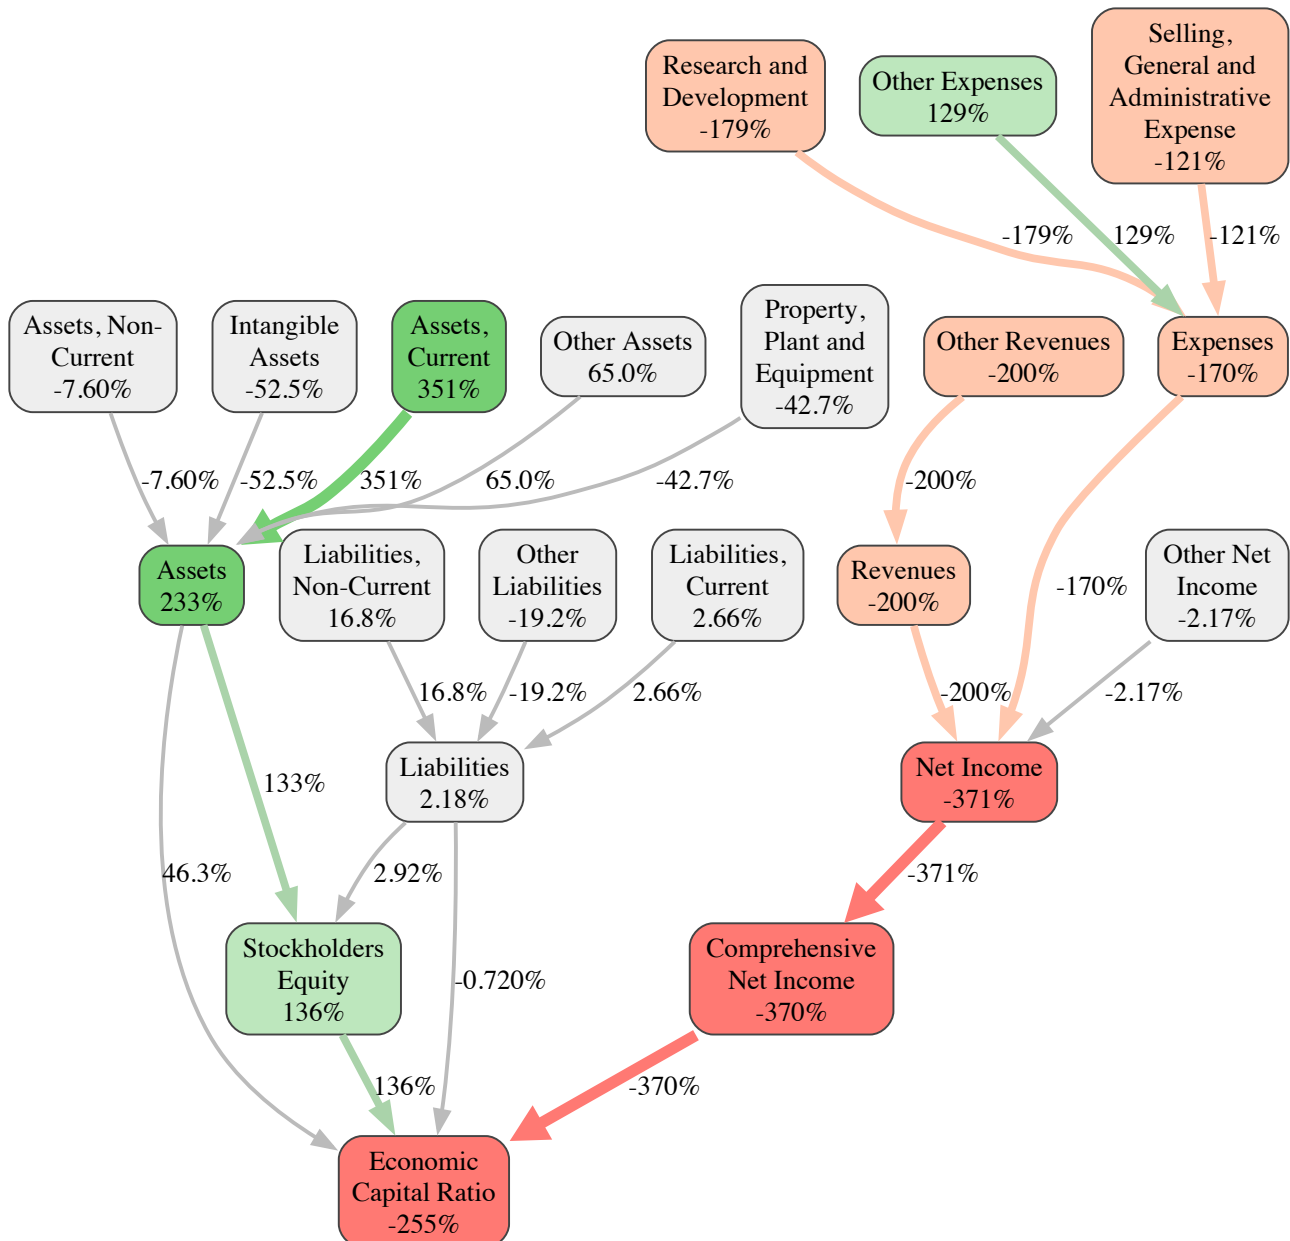 Selling,
General and
Administrative
Expense
-121%
Research and
Development
-179%
Other Expenses
129%
-179%
129%
-121%
Assets, Non-
Current
-7.60%
Intangible
Assets
-52.5%
Assets,
Current
351%
Other Assets
65.0%
Property,
Plant and
Equipment
-42.7%
Other Revenues
-200%
Expenses
-170%
-7.60%
-52.5%
351%
65.0%
-42.7%
-200%
Assets
233%
Liabilities,
Non-Current
16.8%
Other
Liabilities
-19.2%
Liabilities,
Current
2.66%
Revenues
-200%
-170%
Other Net
Income
-2.17%
16.8%
-19.2%
2.66%
-200%
-2.17%
133%
Liabilities
2.18%
Net Income
-371%
46.3%
2.92%
-371%
Stockholders
Equity
136%
-0.720%
Comprehensive
Net Income
-370%
136%
-370%
Economic
Capital Ratio
-255%